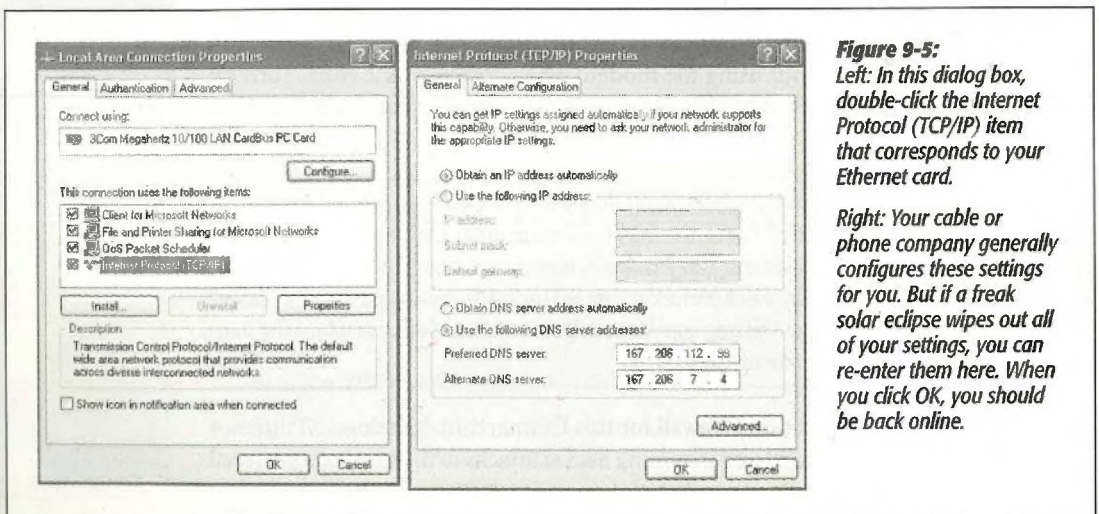 Local Area Connection Properties
General Authentication Advanced
Connect using:
3Com Megahertz 10/100 LAN CardBus PC Card
Configure...
This connection uses the following items:
Client for Microsoft Networks
File and Printer Sharing for Microsoft Networks
QoS Packet Scheduler
Internet Protocol (TCP/IP)
Install... Uninstall Properties
Description
Transmission Control Protocol/Internet Protocol. The default
wide area network protocol that provides communication
across diverse interconnected networks.
Show icon in notification area when connected
OK Cancel
Internet Protocol (TCP/IP) Properties
General Alternate Configuration
You can get IP settings assigned automatically if your network supports
this capability. Otherwise, you need to ask your network administrator for
the appropriate IP settings.
Obtain an IP address automatically
Use the following IP address:
IP address:
Subnet mask:
Default gateway:
Obtain DNS server address automatically
Use the following DNS server addresses:
Preferred DNS server: 167 . 206 . 112 . 99
Alternate DNS server: 167 . 206 . 7 . 4
Advanced...
OK Cancel
Figure 9-5:
Left: In this dialog box,
double-click the Internet
Protocol (TCP/IP) item
that corresponds to your
Ethernet card.
Right: Your cable or
phone company generally
configures these settings
for you. But if a freak
solar eclipse wipes out all
of your settings, you can
re-enter them here. When
you click OK, you should
be back online.